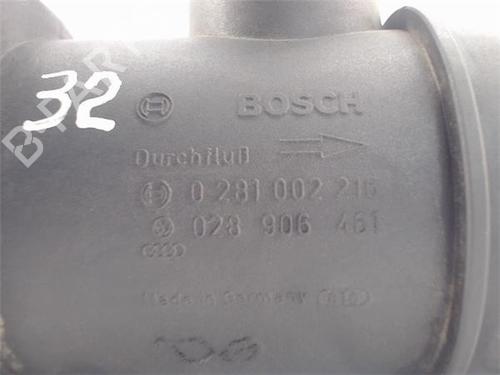 32
BOSCH
Durchfluß
0 281 002 216
028 906 461
Made in Germany